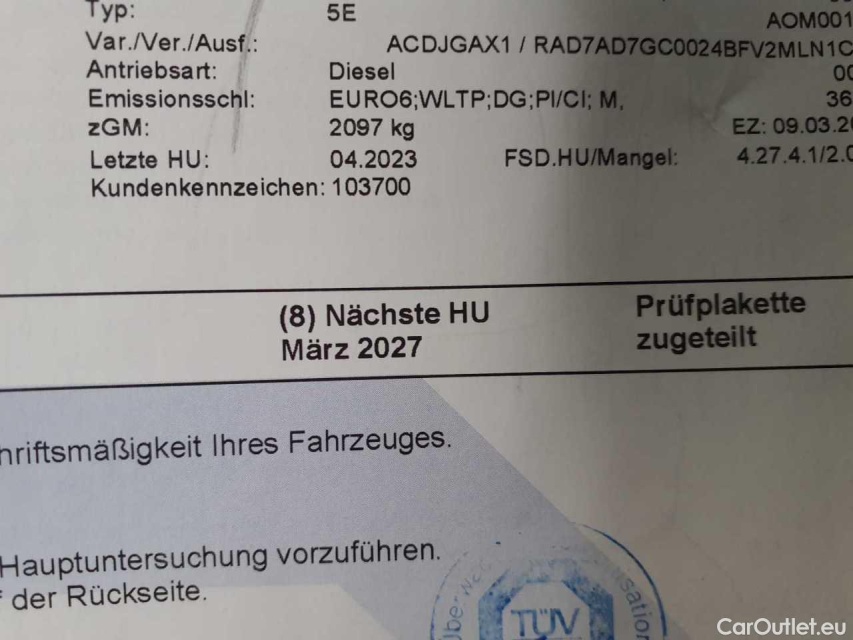 Typ: 5E AOM001
Var./Ver./Ausf.: ACDJGAX1 / RAD7AD7GC0024BFV2MLN1C
Antriebsart: Diesel 00
Emissionsschl: EURO6;WLTP;DG;PI/CI; M, 36
zGM: 2097 kg EZ: 09.03.20
Letzte HU: 04.2023 FSD.HU/Mangel: 4.27.4.1/2.0
Kundenkennzeichen: 103700
(8) Nächste HU Prüfplakette
März 2027 zugeteilt
hriftsmäßigkeit Ihres Fahrzeuges.
Hauptuntersuchung vorzuführen.
der Rückseite.
TÜV
CarOutlet.eu